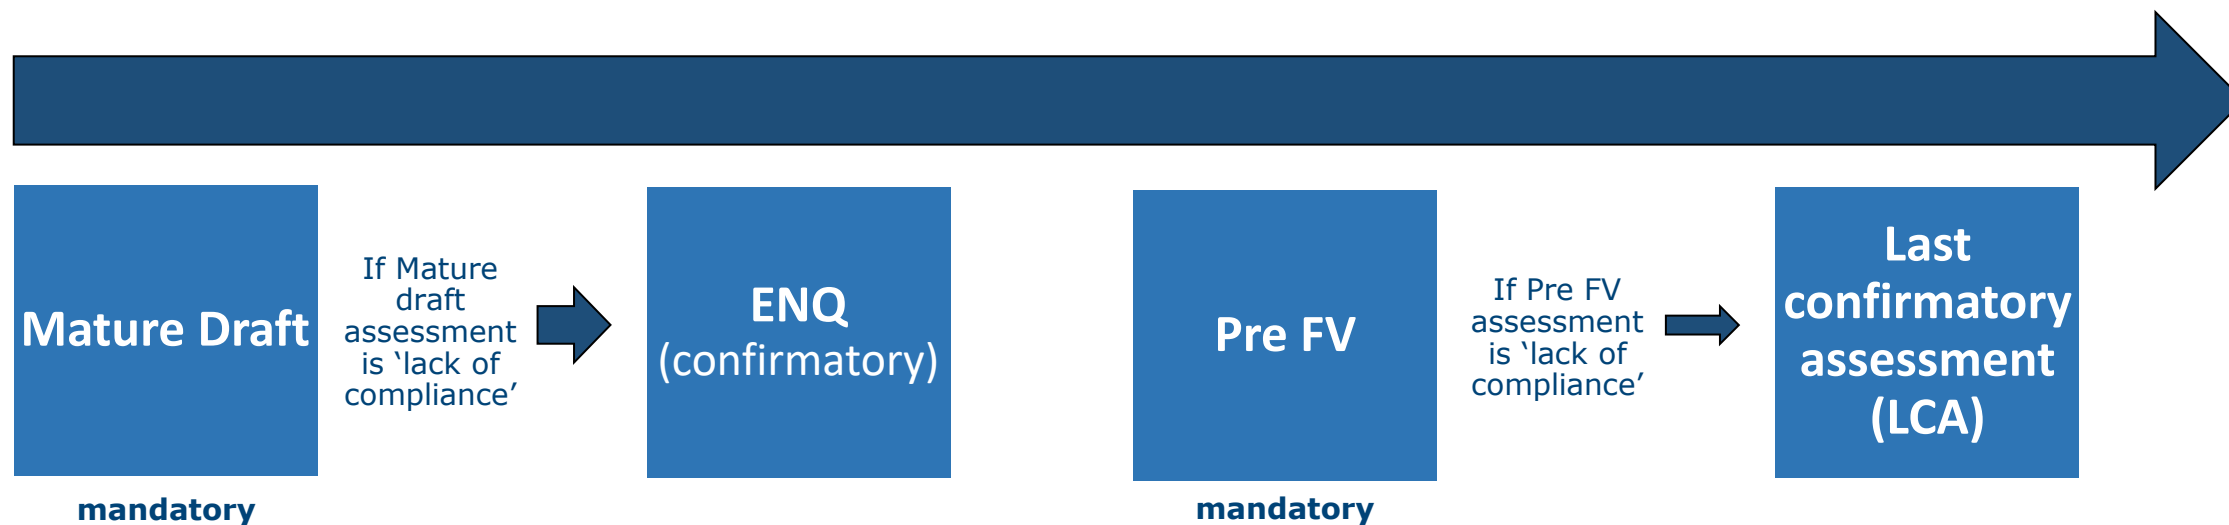 Mature Draft
mandatory
If Mature
draft
assessment
is ‘lack of
compliance’
ENQ
(confirmatory)
Pre FV
mandatory
If Pre FV
assessment
is ‘lack of
compliance’
Last
confirmatory
assessment
(LCA)